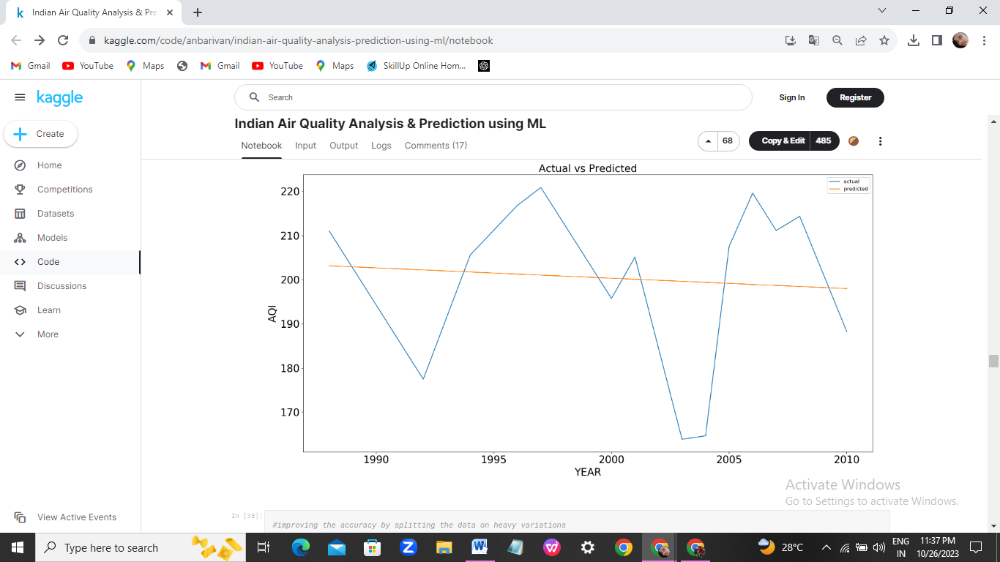 Indian Air Quality Analysis & Pre
kaggle.com/code/anbarivan/indian-air-quality-analysis-prediction-using-ml/notebook
Gmail YouTube Maps Gmail YouTube Maps SkillUp Online Hom...
kaggle
Search
Sign In
Register
Indian Air Quality Analysis & Prediction using ML
Create
68
Copy & Edit 485
Notebook Input Output Logs Comments (17)
Home
Competitions
Datasets
Models
Code
Discussions
Learn
More
View Active Events
Actual vs Predicted
actual
predicted
220
210
200
190
180
170
AQI
1990 1995 2000 2005 2010
YEAR
Activate Windows
Go to Settings to activate Windows.
In [38]:
#improving the accuracy by splitting the data on heavy variations
Type here to search
28°C
ENG
IN
11:37 PM
10/26/2023